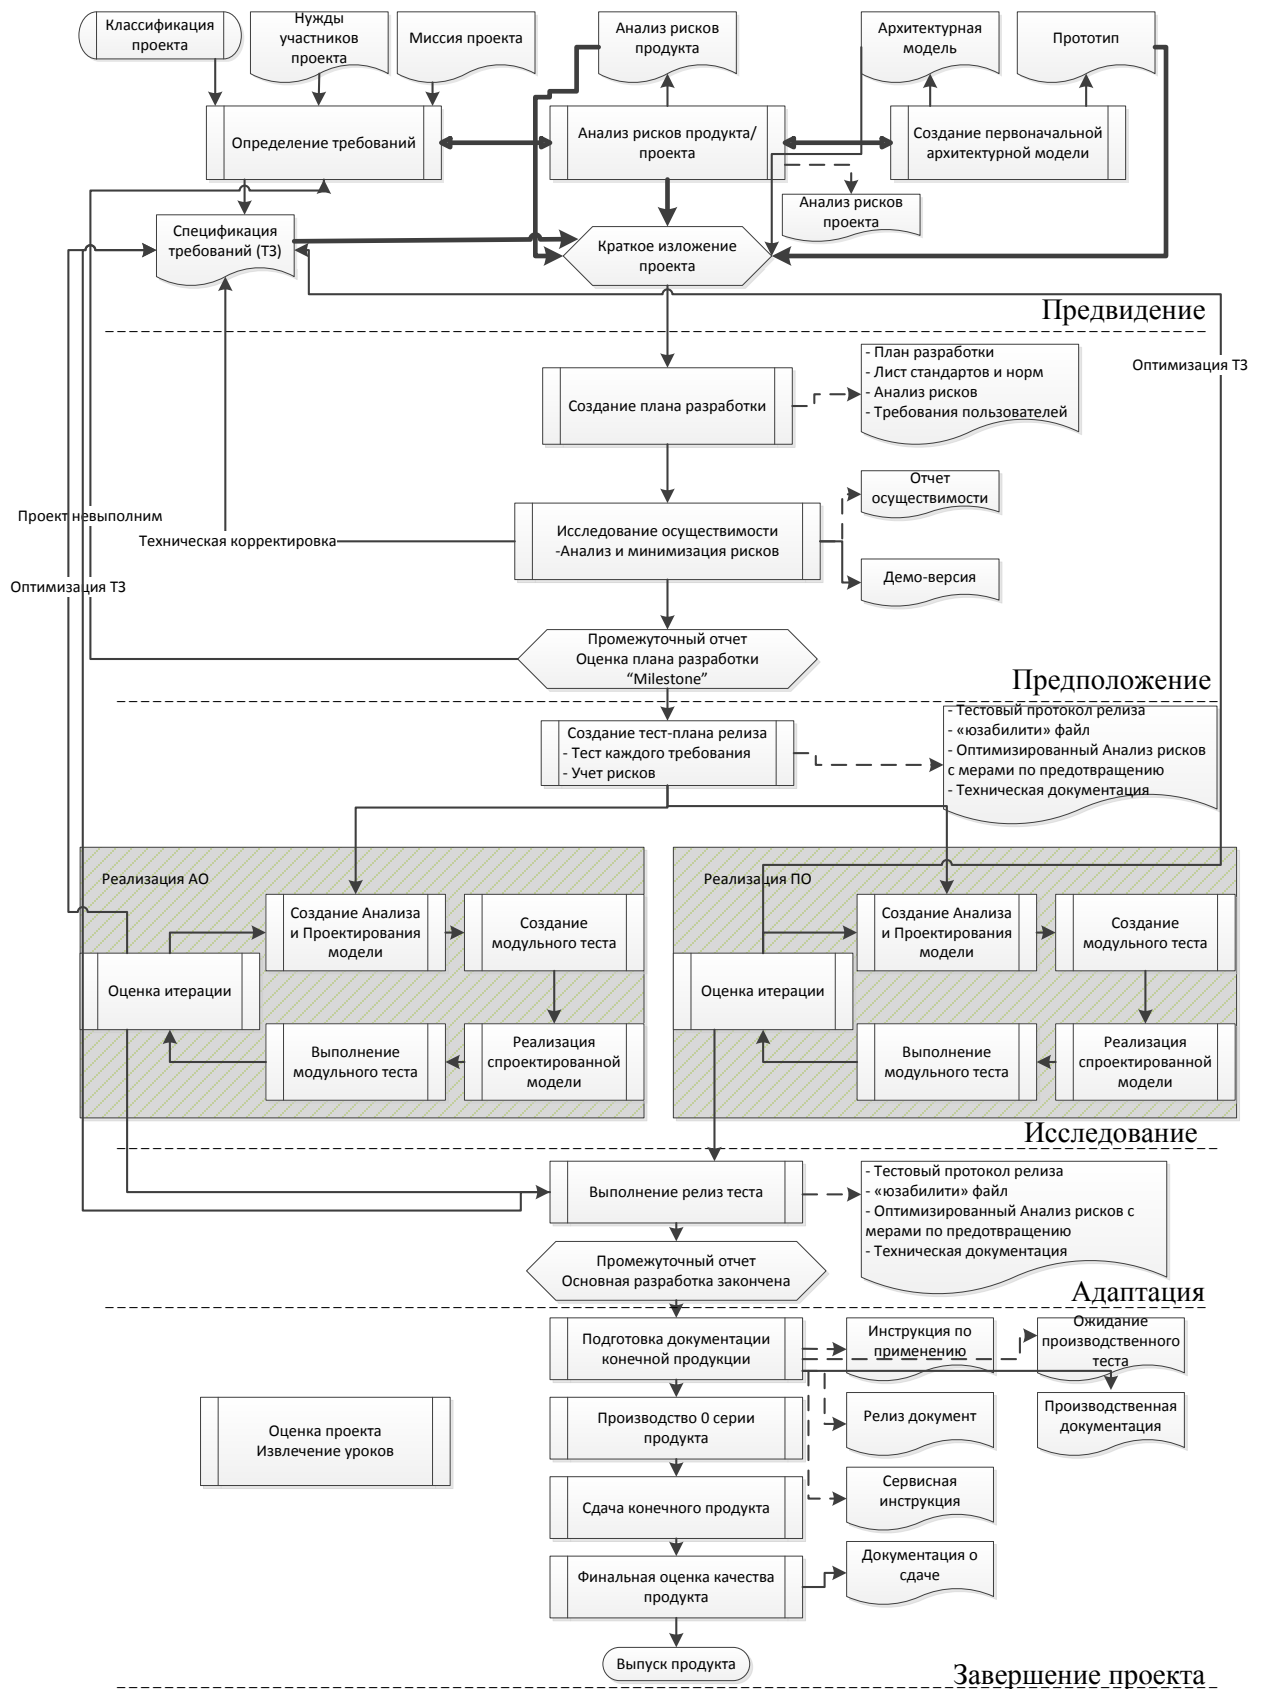 Классификация
проекта
Нужды
участников
проекта
Миссия проекта
Анализ рисков
продукта
Архитектурная
модель
Прототип
Определение требований
Анализ рисков продукта/
проекта
Создание первоначальной
архитектурной модели
Анализ рисков
проекта
Спецификация
требований (ТЗ)
Краткое изложение
проекта
Предвидение
Оптимизация ТЗ
Создание плана разработки
- План разработки
- Лист стандартов и норм
- Анализ рисков
- Требования пользователей
Отчет
осуществимости
Проект невыполним
Техническая корректировка
Исследование осуществимости
-Анализ и минимизация рисков
Демо-версия
Оптимизация ТЗ
Промежуточный отчет
Оценка плана разработки
“Milestone”
Предположение
Создание тест-плана релиза
- Тест каждого требования
- Учет рисков
- Тестовый протокол релиза
- «юзабилити» файл
- Оптимизированный Анализ рисков
с мерами по предотвращению
- Техническая документация
Реализация АО
Создание Анализа
и Проектирования
модели
Создание
модульного теста
Оценка итерации
Выполнение
модульного теста
Реализация
спроектированной
модели
Реализация ПО
Создание Анализа
и Проектирования
модели
Создание
модульного теста
Оценка итерации
Выполнение
модульного теста
Реализация
спроектированной
модели
Исследование
Выполнение релиз теста
- Тестовый протокол релиза
- «юзабилити» файл
- Оптимизированный Анализ рисков с
мерами по предотвращению
- Техническая документация
Промежуточный отчет
Основная разработка закончена
Адаптация
Подготовка документации
конечной продукции
Инструкция по
применению
Ожидание
производственного
теста
Оценка проекта
Извлечение уроков
Производство 0 серии
продукта
Релиз документ
Производственная
документация
Сдача конечного продукта
Сервисная
инструкция
Финальная оценка качества
продукта
Документация о
сдаче
Выпуск продукта
Завершение проекта